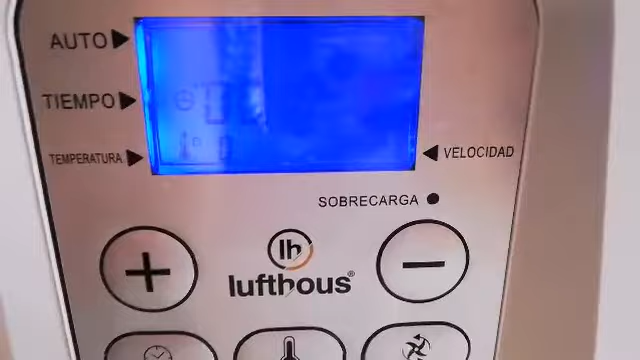 AUTO
TIEMPO
TEMPERATURA
VELOCIDAD
SOBRECARGA
+
lh
−
lufthous®